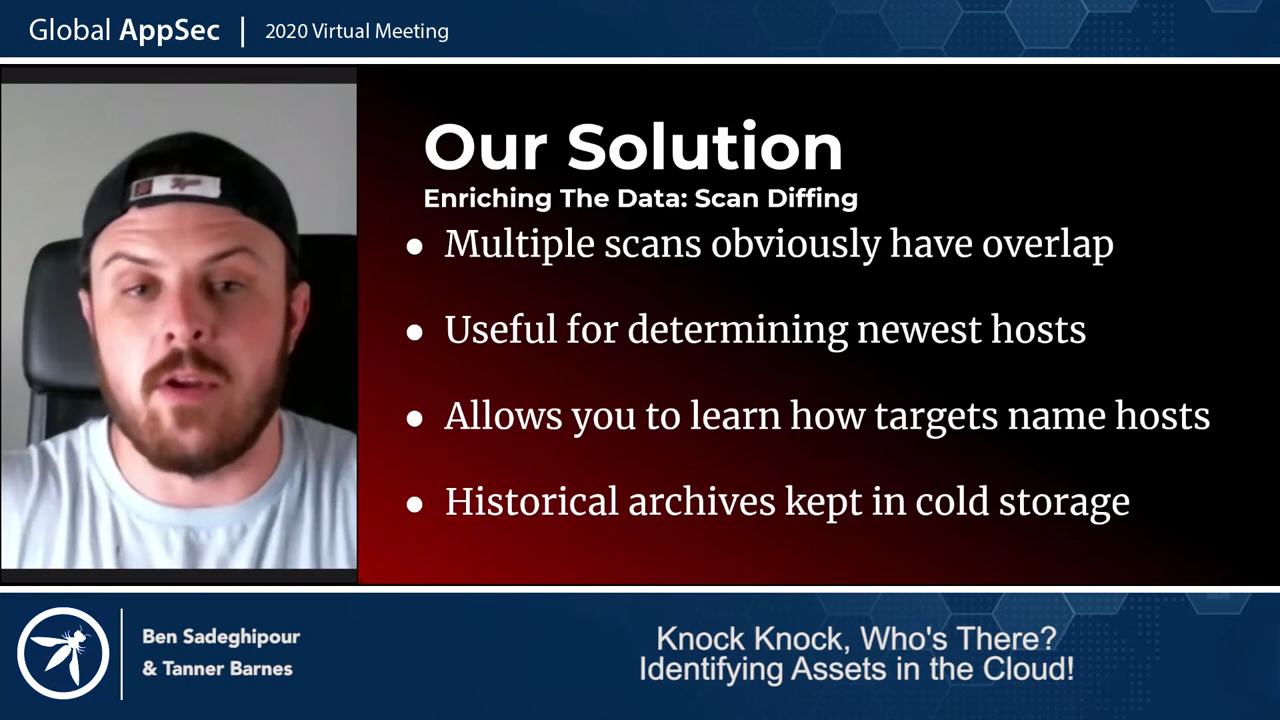 Global AppSec | 2020 Virtual Meeting
Our Solution
Enriching The Data: Scan Diffing
● Multiple scans obviously have overlap
● Useful for determining newest hosts
● Allows you to learn how targets name hosts
● Historical archives kept in cold storage
Ben Sadeghipour
& Tanner Barnes
Knock Knock, Who's There?
Identifying Assets in the Cloud!